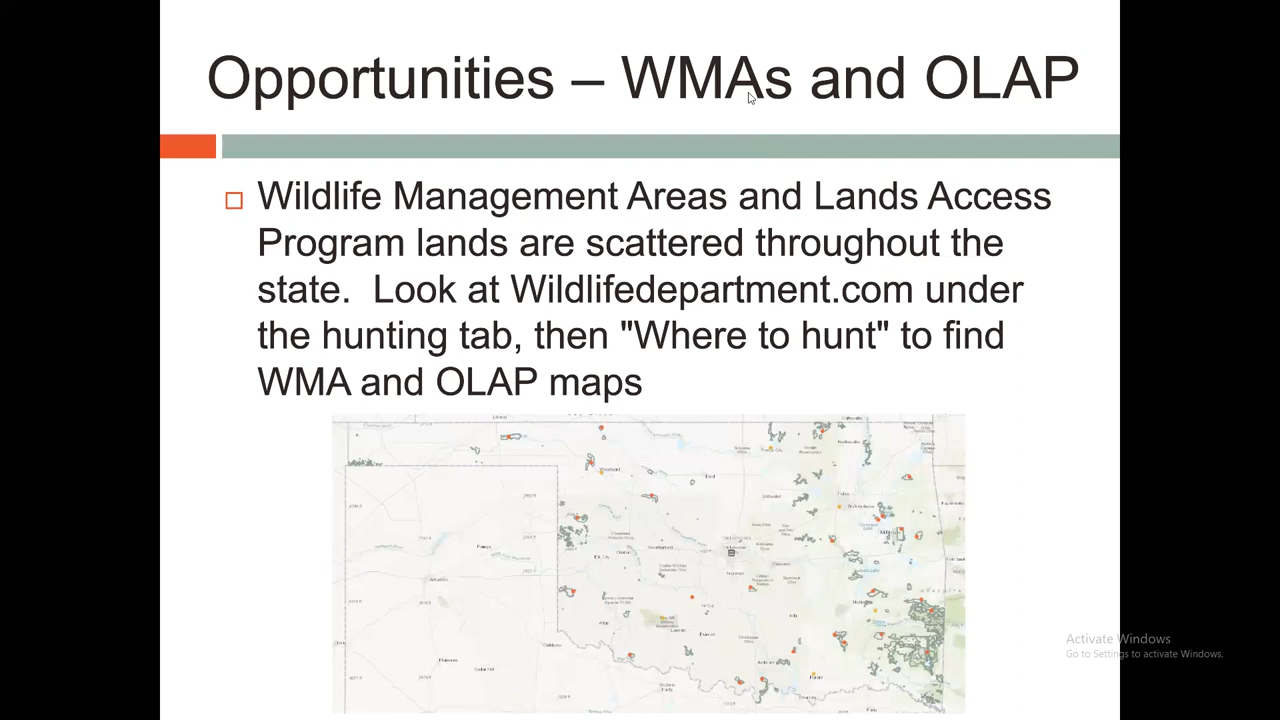 Opportunities – WMAs and OLAP
Wildlife Management Areas and Lands Access
Program lands are scattered throughout the
state.  Look at Wildlifedepartment.com under
the hunting tab, then "Where to hunt" to find
WMA and OLAP maps
Activate Windows
Go to Settings to activate Windows.